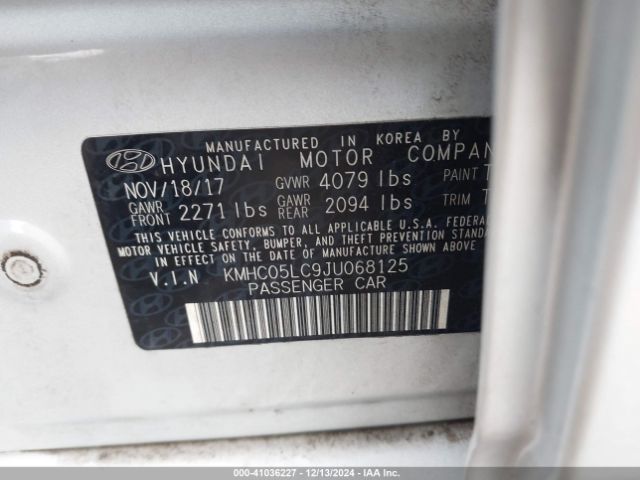 MANUFACTURED IN KOREA BY
HYUNDAI MOTOR COMPAN
NOV/18/17 GVWR 4079 lbs PAINT T
GAWR FRONT 2271 lbs GAWR REAR 2094 lbs TRIM T
THIS VEHICLE CONFORMS TO ALL APPLICABLE U.S.A. FEDERA
MOTOR VEHICLE SAFETY, BUMPER, AND THEFT PREVENTION S
IN EFFECT ON THE DATE OF MANUFACTURE SHOWN ABOVE.
V.I.N KMHC05LC9JU068125
PASSENGER CAR
000-41036227 - 12/13/2024 - IAA Inc.